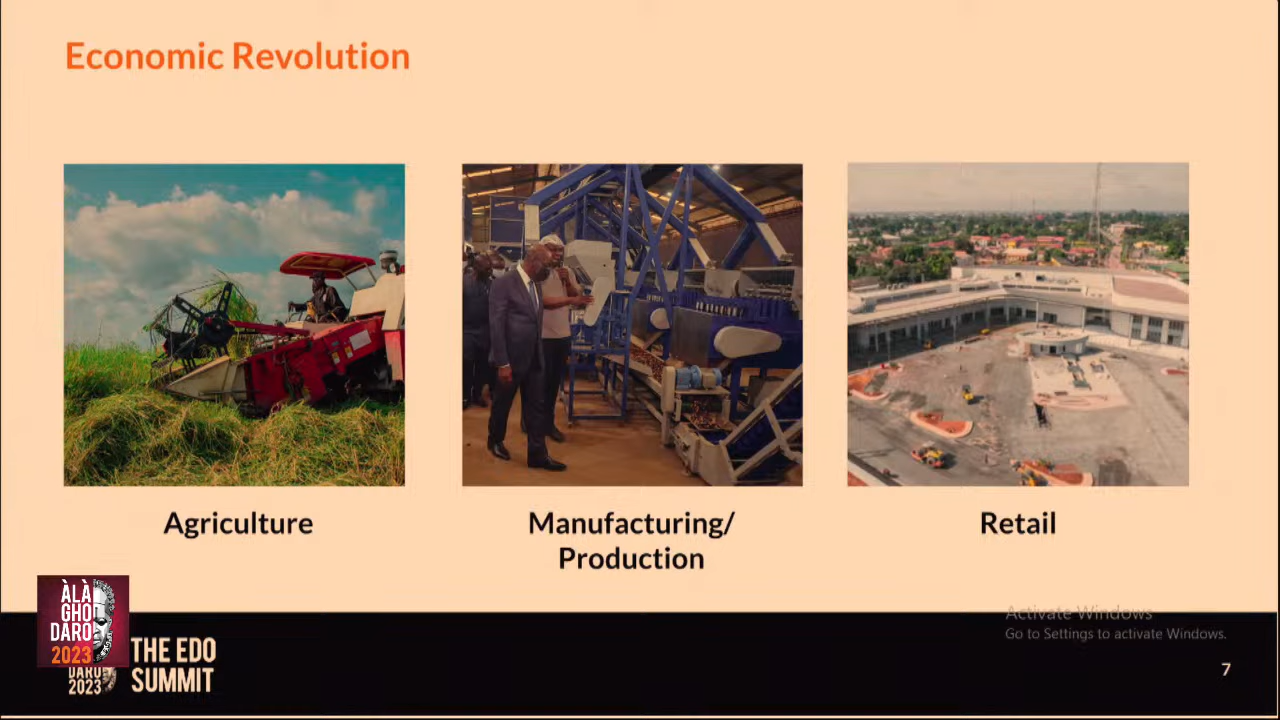 Economic Revolution
Agriculture
Manufacturing/
Production
Retail
ÀLÀ
GHO
DARO
2023
DARO
2023
THE EDO
SUMMIT
Activate Windows
Go to Settings to activate Windows.
7